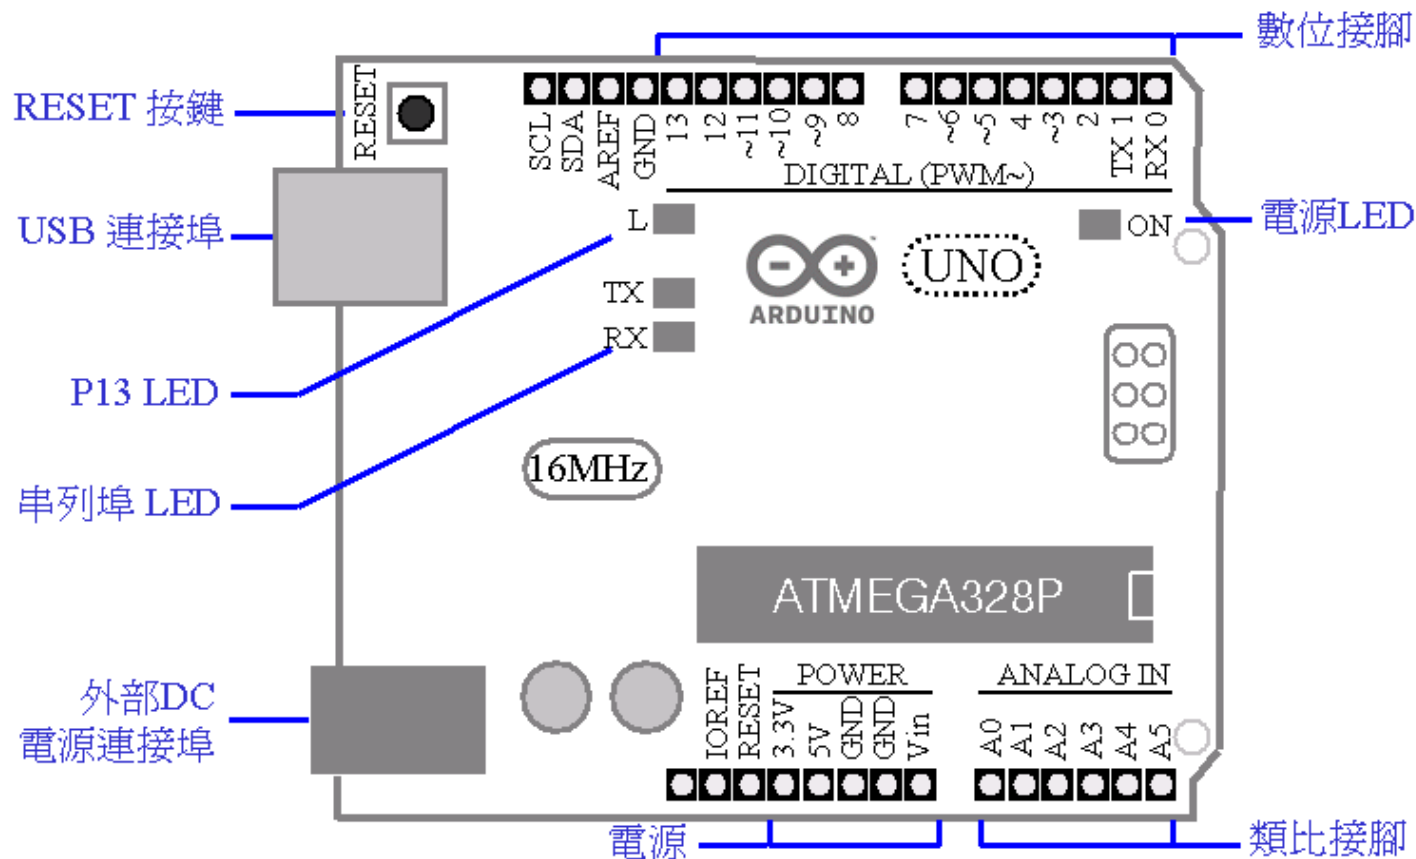 數位接腳
RESET 按鍵
RESET
SCL
SDA
AREF
GND
13
12
~11
~10
~9
8
7
~6
~5
4
~3
2
TX 1
RX 0
DIGITAL (PWM~)
USB 連接埠
L
ON
電源LED
UNO
TX
ARDUINO
RX
P13 LED
16MHz
串列埠 LED
ATMEGA328P
外部DC
電源連接埠
POWER
ANALOG IN
IOREF
RESET
3.3V
5V
GND
GND
Vin
A0
A1
A2
A3
A4
A5
電源
類比接腳